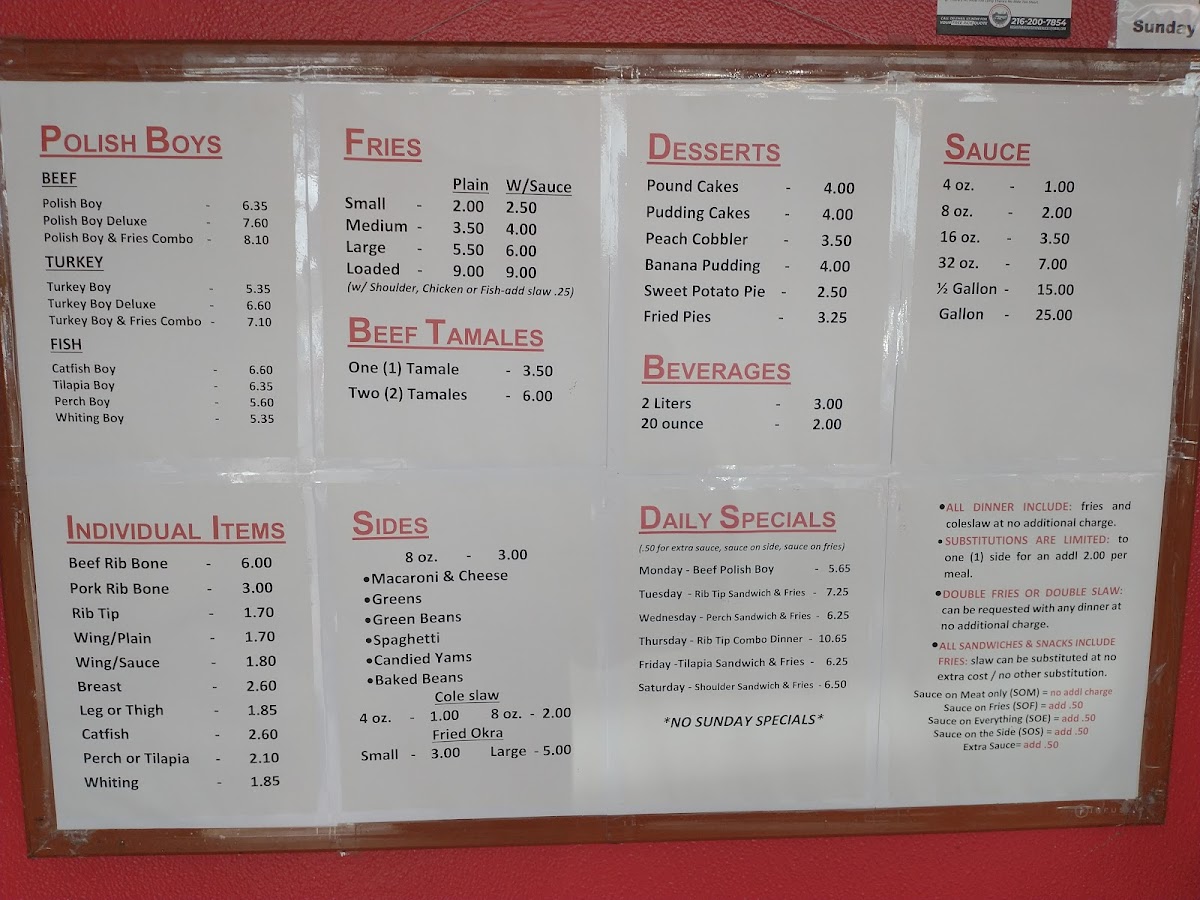 216-200-7854
Sunday
POLISH BOYS
BEEF
Polish Boy - 6.35
Polish Boy Deluxe - 7.60
Polish Boy & Fries Combo - 8.10
TURKEY
Turkey Boy - 5.35
Turkey Boy Deluxe - 6.60
Turkey Boy & Fries Combo - 7.10
FISH
Catfish Boy - 6.60
Tilapia Boy - 6.35
Perch Boy - 5.60
Whiting Boy - 5.35
FRIES
Plain W/Sauce
Small - 2.00 2.50
Medium - 3.50 4.00
Large - 5.50 6.00
Loaded - 9.00 9.00
(w/ Shoulder, Chicken or Fish-add slaw .25)
BEEF TAMALES
One (1) Tamale - 3.50
Two (2) Tamales - 6.00
DESSERTS
Pound Cakes - 4.00
Pudding Cakes - 4.00
Peach Cobbler - 3.50
Banana Pudding - 4.00
Sweet Potato Pie - 2.50
Fried Pies - 3.25
BEVERAGES
2 Liters - 3.00
20 ounce - 2.00
SAUCE
4 oz. - 1.00
8 oz. - 2.00
16 oz. - 3.50
32 oz. - 7.00
½ Gallon - 15.00
Gallon - 25.00
INDIVIDUAL ITEMS
Beef Rib Bone - 6.00
Pork Rib Bone - 3.00
Rib Tip - 1.70
Wing/Plain - 1.70
Wing/Sauce - 1.80
Breast - 2.60
Leg or Thigh - 1.85
Catfish - 2.60
Perch or Tilapia - 2.10
Whiting - 1.85
SIDES
8 oz. - 3.00
•Macaroni & Cheese
•Greens
•Green Beans
•Spaghetti
•Candied Yams
•Baked Beans
Cole slaw
4 oz. - 1.00 8 oz. - 2.00
Fried Okra
Small - 3.00 Large - 5.00
DAILY SPECIALS
(.50 for extra sauce, sauce on side, sauce on fries)
Monday - Beef Polish Boy - 5.65
Tuesday - Rib Tip Sandwich & Fries - 7.25
Wednesday - Perch Sandwich & Fries - 6.25
Thursday - Rib Tip Combo Dinner - 10.65
Friday -Tilapia Sandwich & Fries - 6.25
Saturday - Shoulder Sandwich & Fries - 6.50
*NO SUNDAY SPECIALS*
•ALL DINNER INCLUDE: fries and
coleslaw at no additional charge.
•SUBSTITUTIONS ARE LIMITED: to
one (1) side for an addl 2.00 per
meal.
•DOUBLE FRIES OR DOUBLE SLAW:
can be requested with any dinner at
no additional charge.
•ALL SANDWICHES & SNACKS INCLUDE
FRIES: slaw can be substituted at no
extra cost / no other substitution.
Sauce on Meat only (SOM) = no addl charge
Sauce on Fries (SOF) = add .50
Sauce on Everything (SOE) = add .50
Sauce on the Side (SOS) = add .50
Extra Sauce= add .50